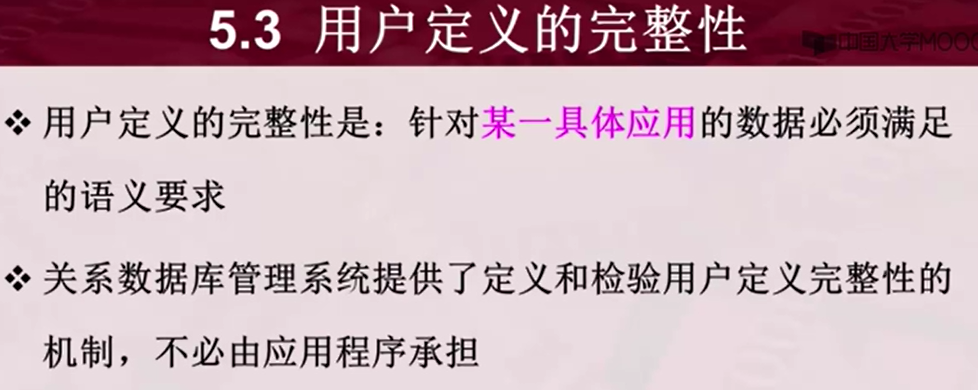 5.3 用户定义的完整性
中国大学MOOC
❖ 用户定义的完整性是：针对某一具体应用的数据必须满足
的语义要求
❖ 关系数据库管理系统提供了定义和检验用户定义完整性的
机制，不必由应用程序承担